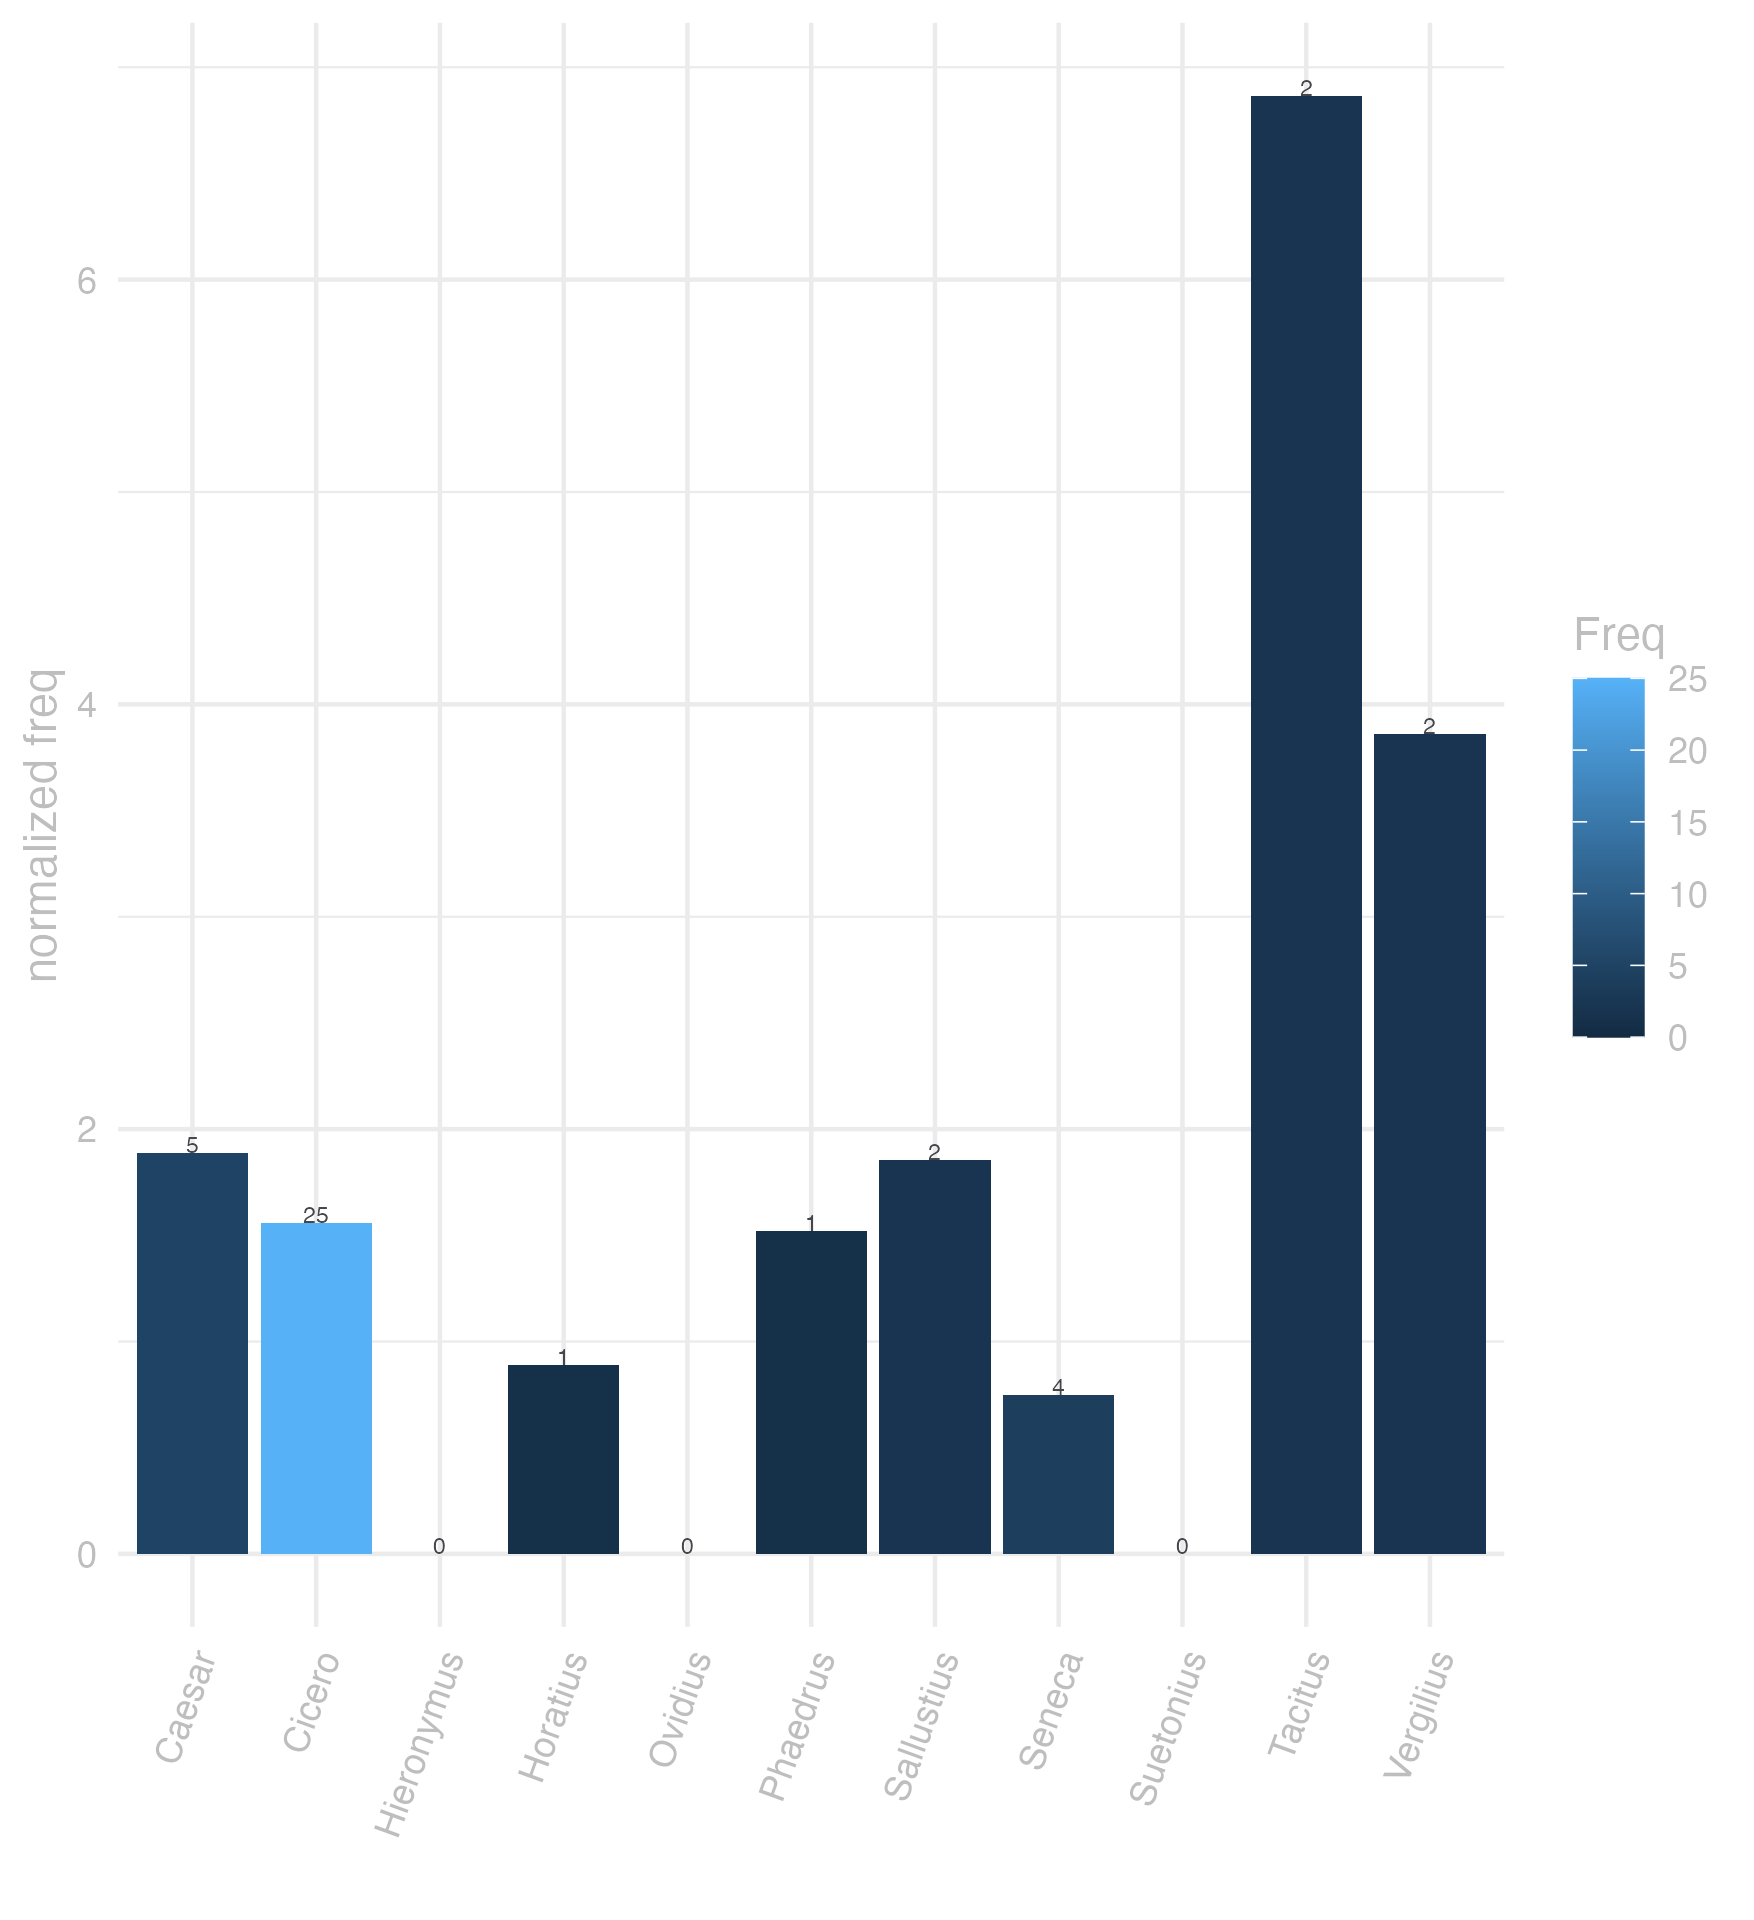 2
6
Freq
25
20
15
10
5
0
normalized freq
4
2
2
5
25
1
2
1
4
0
0
0
0
Caesar
Cicero
Hieronymus
Horatius
Ovidius
Phaedrus
Sallustius
Seneca
Suetonius
Tacitus
Vergilius